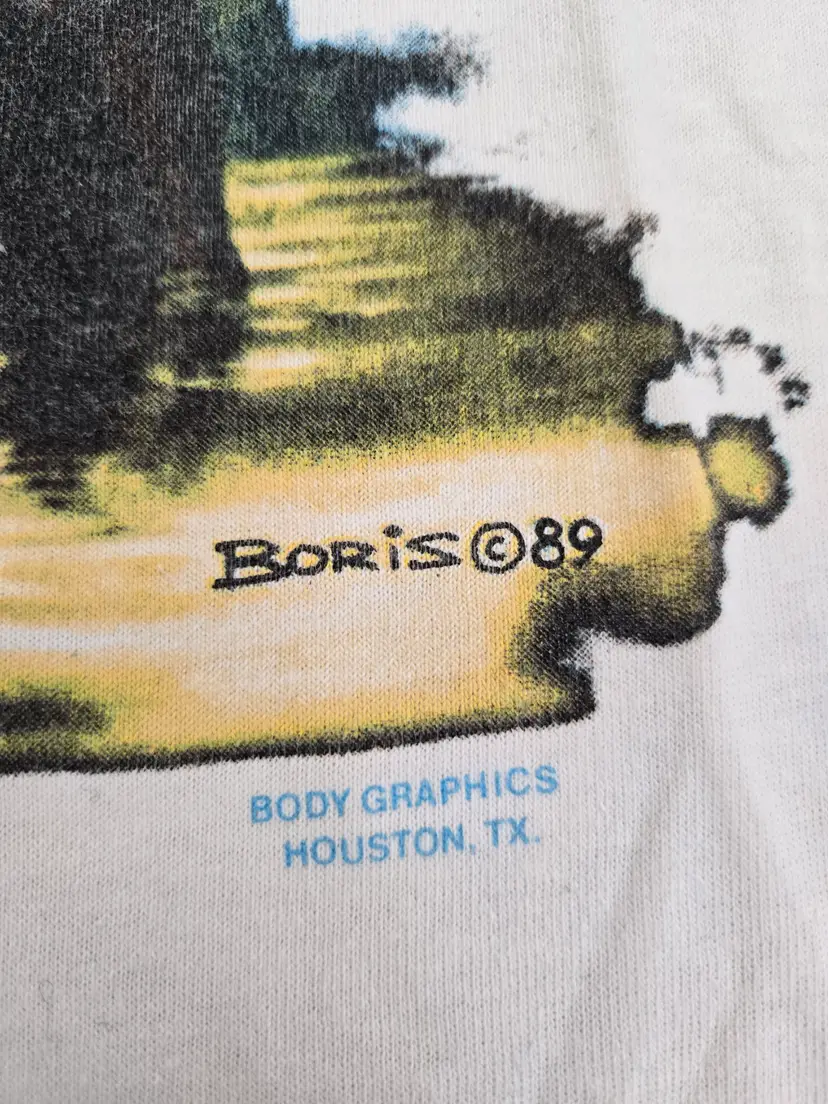 BORiS©89
BODY GRAPHICS
HOUSTON, TX.